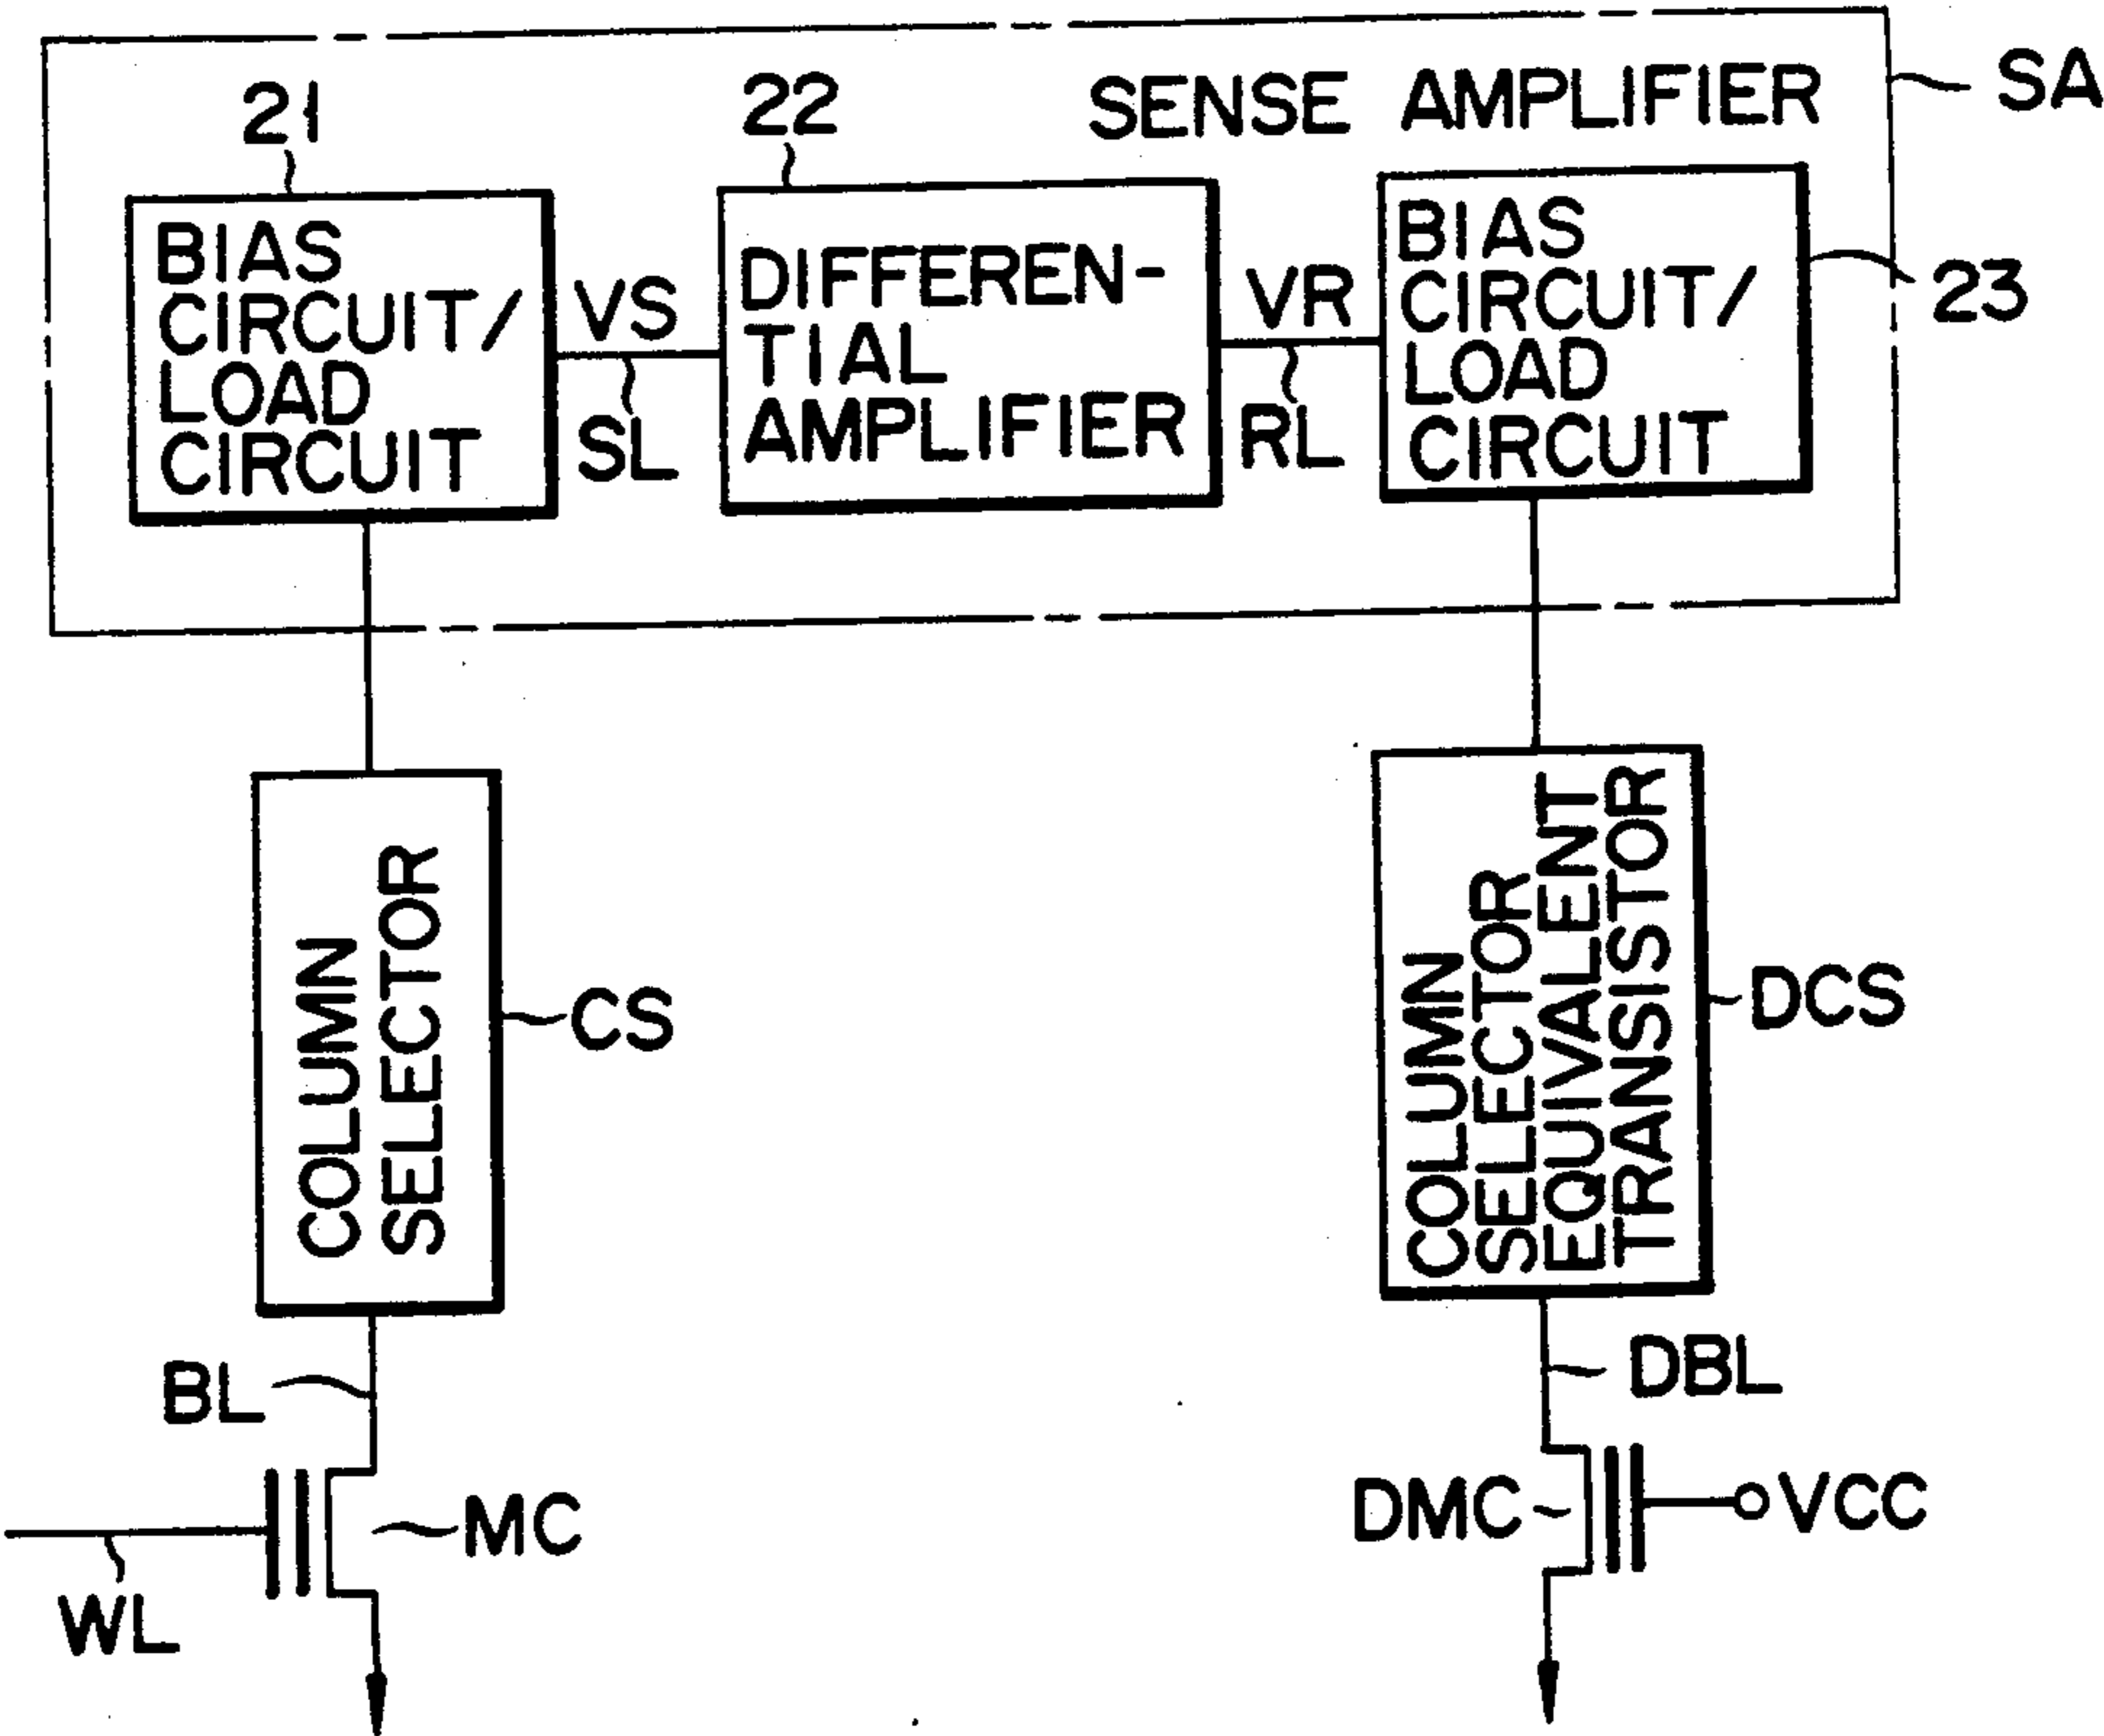 SENSE AMPLIFIER
SA
21
22
23
BIAS
CIRCUIT/
LOAD
CIRCUIT
VS
SL
DIFFEREN-
TIAL
AMPLIFIER
VR
RL
BIAS
CIRCUIT/
LOAD
CIRCUIT
COLUMN
SELECTOR
CS
COLUMN
SELECTOR
EQUIVALENT
TRANSISTOR
DCS
BL
DBL
MC
DMC
VCC
WL